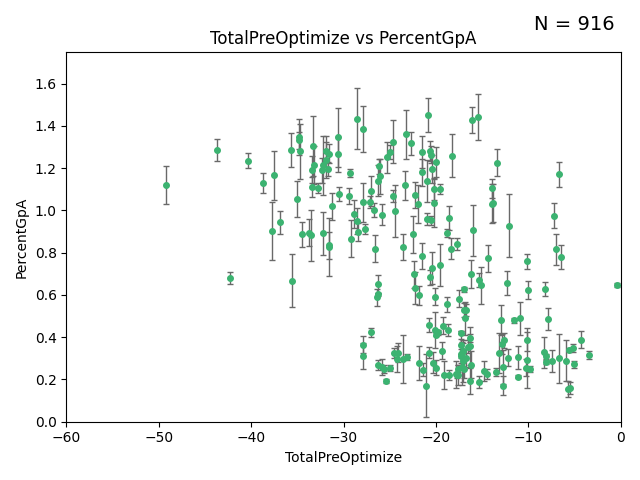 N = 916
TotalPreOptimize vs PercentGpA
PercentGpA
1.6
1.4
1.2
1.0
0.8
0.6
0.4
0.2
0.0
−60 −50 −40 −30 −20 −10 0
TotalPreOptimize